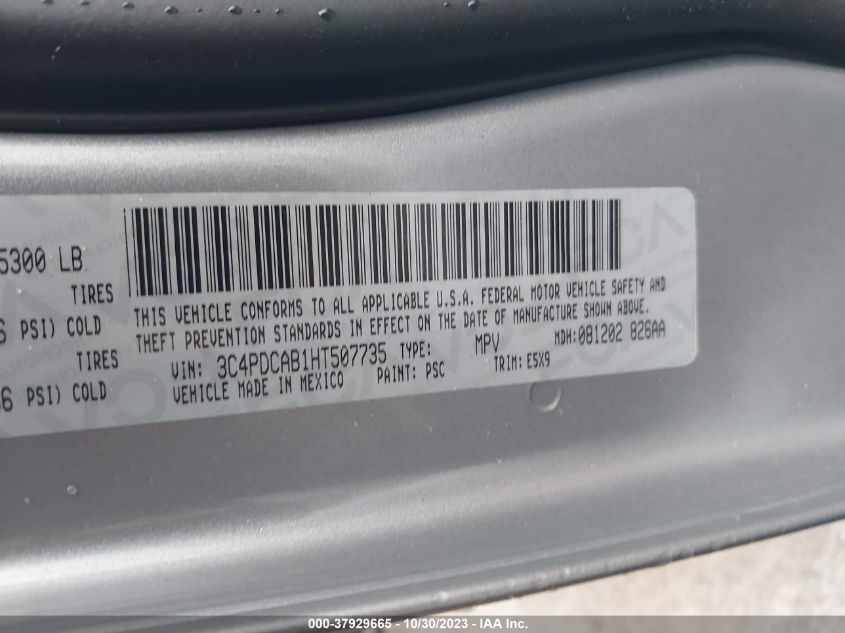 5300 LB
TIRES
PSI) COLD
TIRES
6 PSI) COLD
THIS VEHICLE CONFORMS TO ALL APPLICABLE U.S.A. FEDERAL MOTOR VEHICLE SAFETY AND
THEFT PREVENTION STANDARDS IN EFFECT ON THE DATE OF MANUFACTURE SHOWN ABOVE.
VIN: 3C4PDCAB1HT507735 TYPE: MPV MDH:081202 826AA
VEHICLE MADE IN MEXICO PAINT: PSC TRIM: E5X9
000-37929665 - 10/30/2023 - IAA Inc.